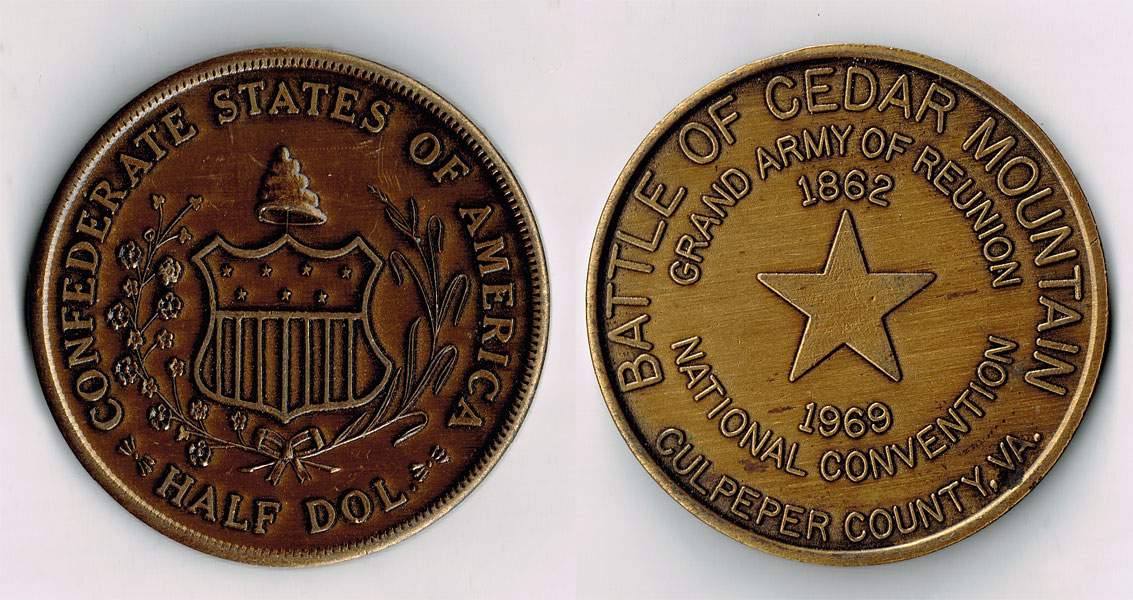 CONFEDERATE STATES OF AMERICA
HALF DOL.
BATTLE OF CEDAR MOUNTAIN
GRAND ARMY OF REUNION
1862
1969
NATIONAL CONVENTION
CULPEPER COUNTY, VA.